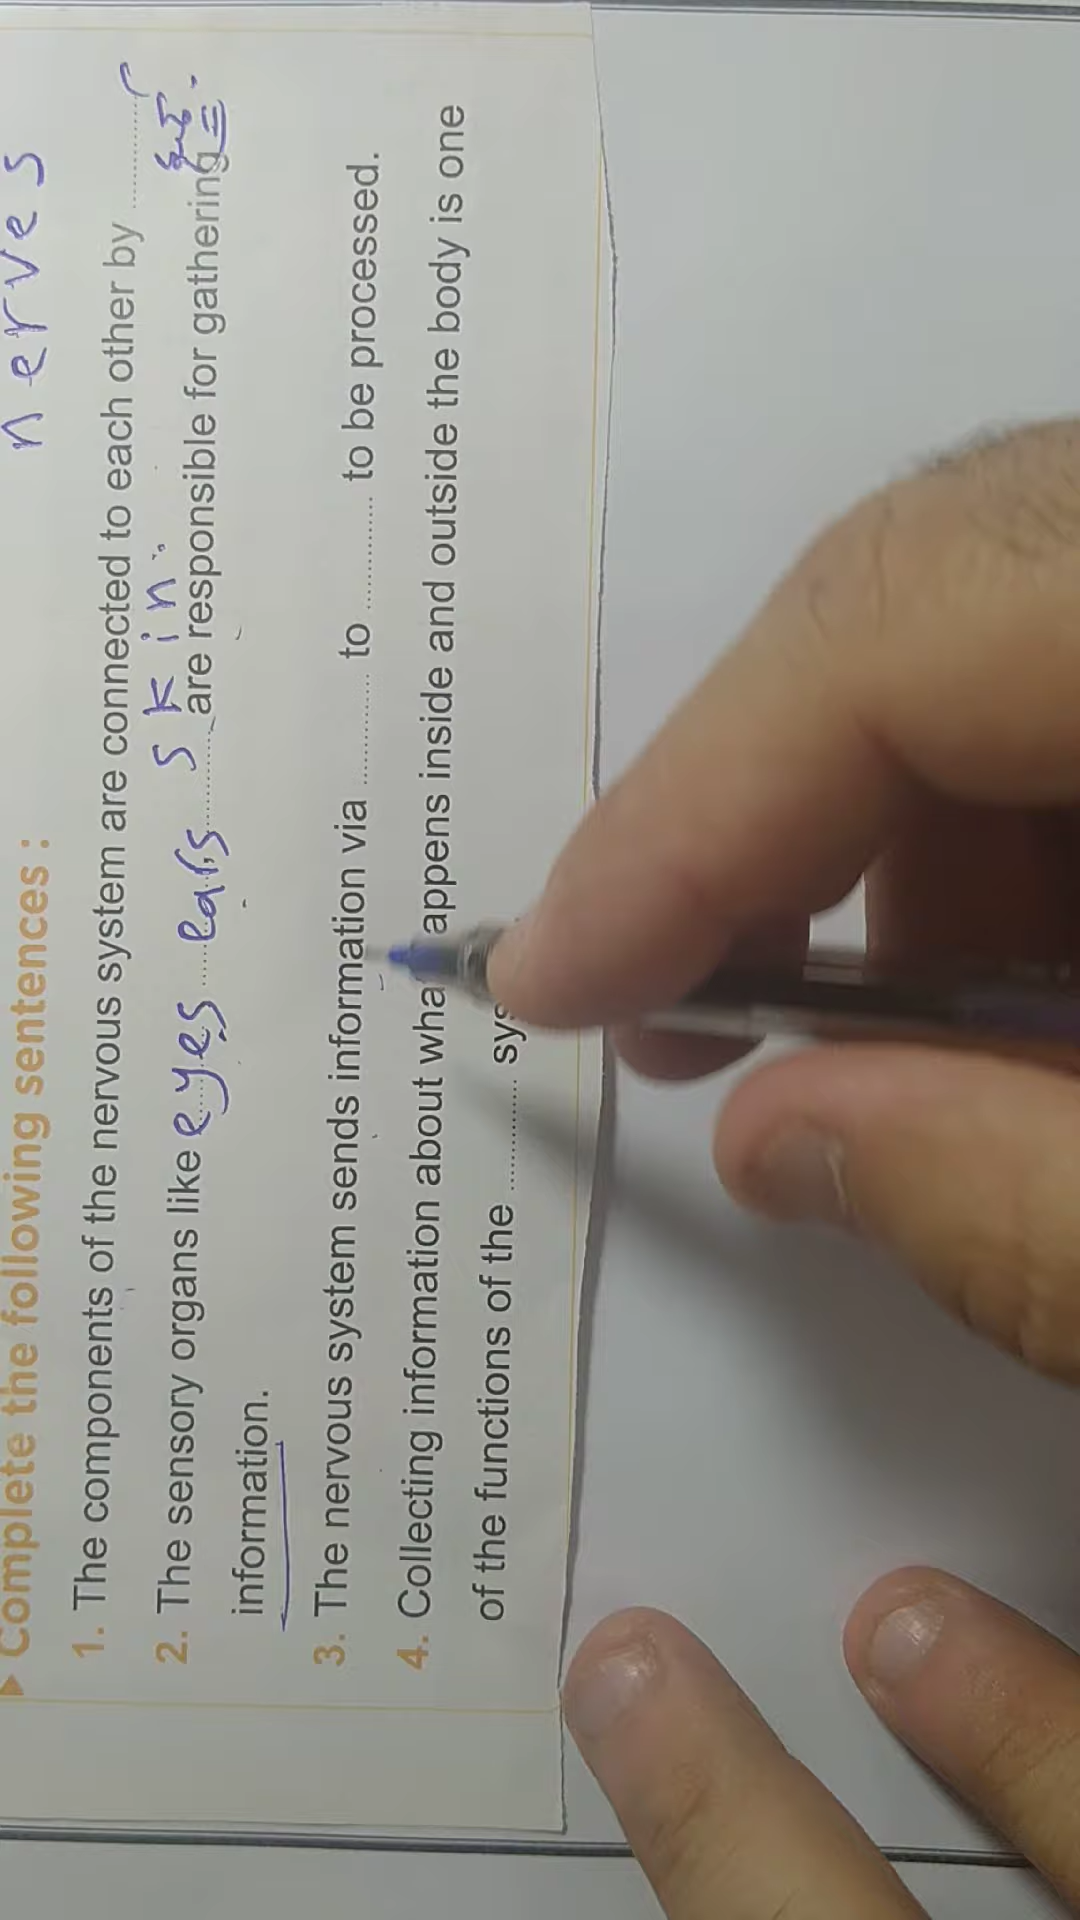 nerves
Complete the following sentences :
1. The components of the nervous system are connected to each other by ............
2. The sensory organs like eyes ears skin are responsible for gathering
information.
3. The nervous system sends information via ............ to ............ to be processed.
4. Collecting information about what appens inside and outside the body is one
of the functions of the ............ sys